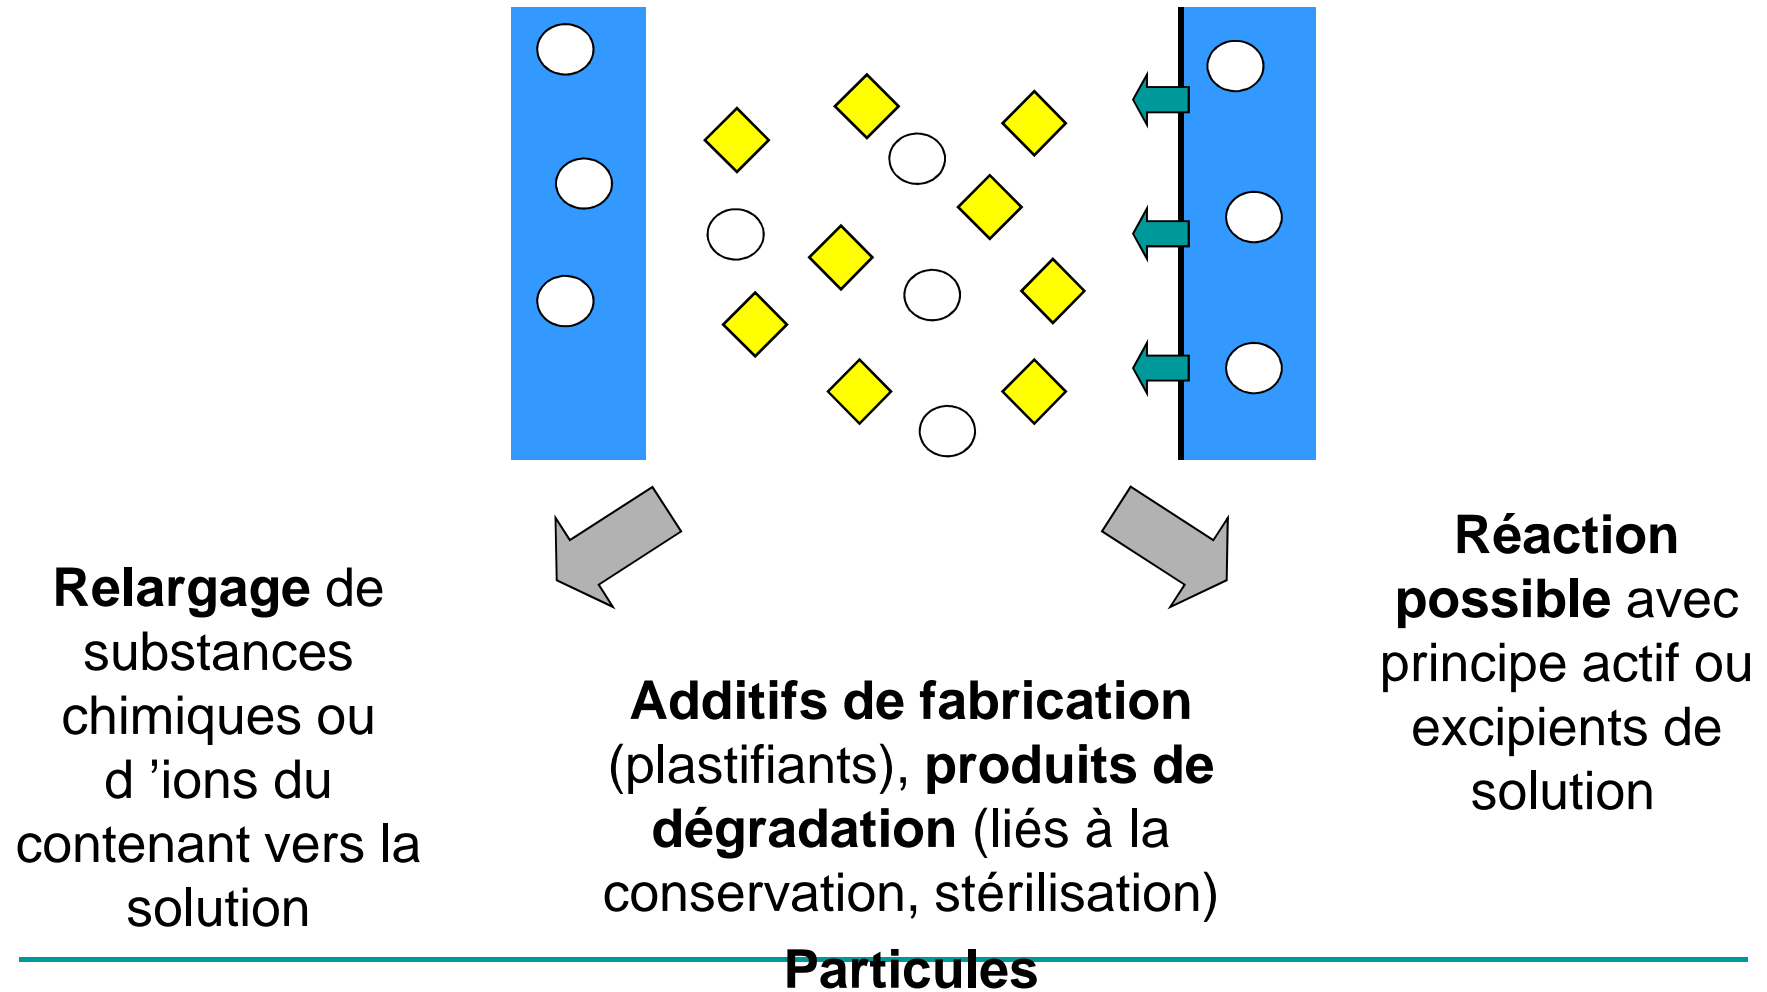 Relargage de
substances
chimiques ou
d ’ions du
contenant vers la
solution
Additifs de fabrication
(plastifiants), produits de
dégradation (liés à la
conservation, stérilisation)
Particules
Réaction
possible avec
principe actif ou
excipients de
solution